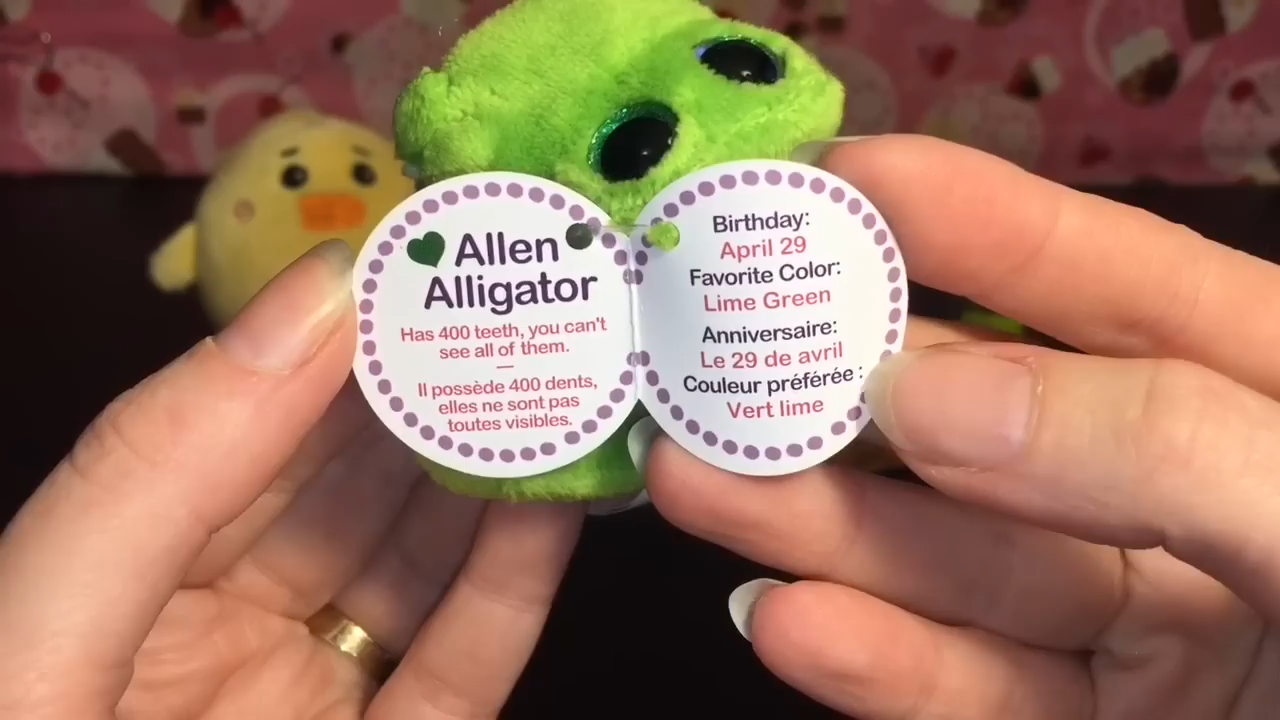 Allen
Alligator
Has 400 teeth, you can't
see all of them.
—
Il possède 400 dents,
elles ne sont pas
toutes visibles.
Birthday:
April 29
Favorite Color:
Lime Green
Anniversaire:
Le 29 de avril
Couleur préférée :
Vert lime